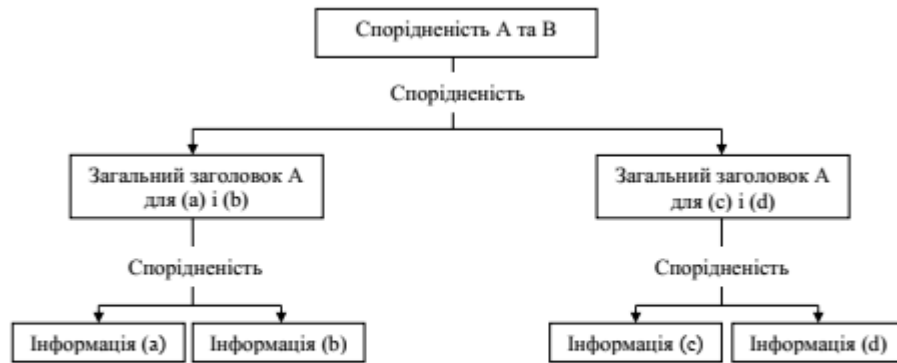 Спорідненість А та В
Спорідненість
Загальний заголовок А
для (a) і (b)
Загальний заголовок А
для (c) і (d)
Спорідненість
Спорідненість
Інформація (a)
Інформація (b)
Інформація (c)
Інформація (d)